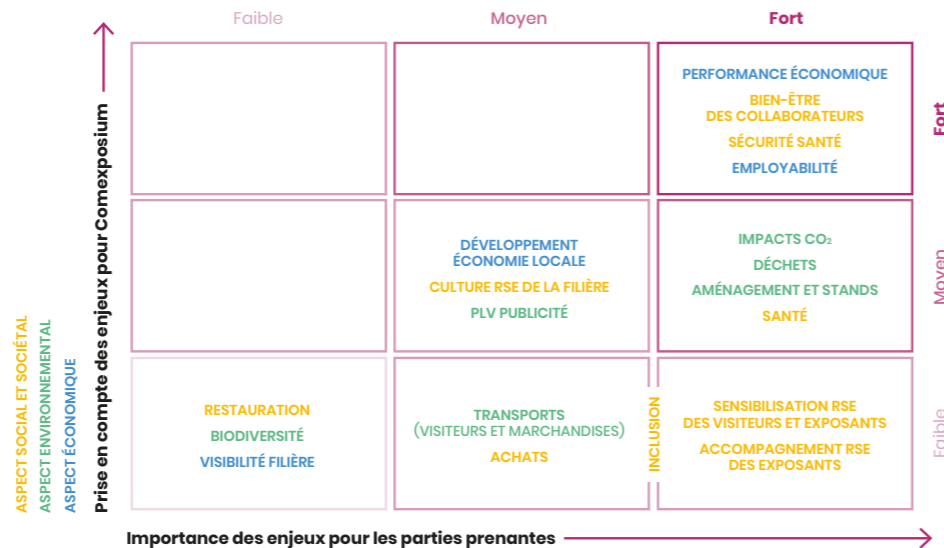 Faible
Moyen
Fort
PERFORMANCE ÉCONOMIQUE
BIEN-ÊTRE
DES COLLABORATEURS
SÉCURITÉ SANTÉ
EMPLOYABILITÉ
Fort
DÉVELOPPEMENT
ÉCONOMIE LOCALE
CULTURE RSE DE LA FILIÈRE
PLV PUBLICITÉ
IMPACTS CO₂
DÉCHETS
AMÉNAGEMENT ET STANDS
SANTÉ
Moyen
RESTAURATION
BIODIVERSITÉ
VISIBILITÉ FILIÈRE
TRANSPORTS
(VISITEURS ET MARCHANDISES)
ACHATS
INCLUSION
SENSIBILISATION RSE
DES VISITEURS ET EXPOSANTS
ACCOMPAGNEMENT RSE
DES EXPOSANTS
Faible
ASPECT SOCIAL ET SOCIÉTAL
ASPECT ENVIRONNEMENTAL
ASPECT ÉCONOMIQUE
Prise en compte des enjeux pour Comexposium
Importance des enjeux pour les parties prenantes